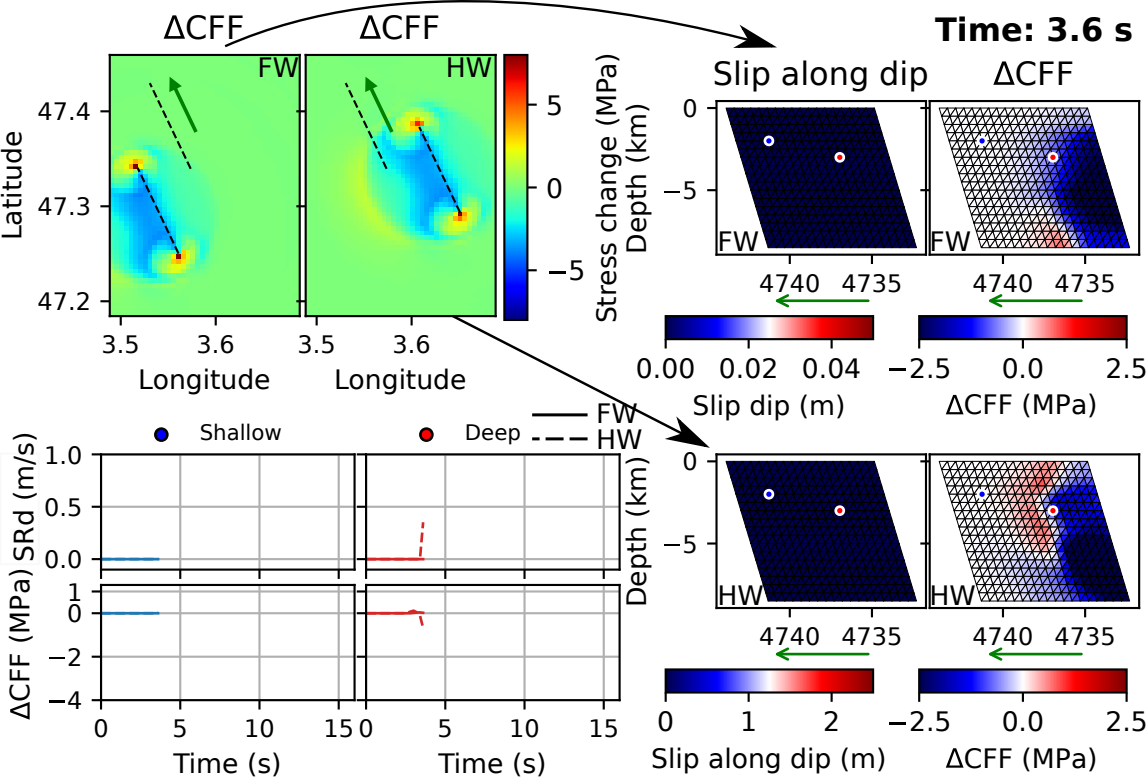 ΔCFF
ΔCFF
Time: 3.6 s
FW
HW
47.4
47.3
47.2
Latitude
3.5
3.6
3.5
3.6
Longitude
Longitude
5
0
−5
Stress change (MPa)
Slip along dip
ΔCFF
0
−5
Depth (km)
FW
FW
4740
4735
4740
4735
0.00
0.02
0.04
−2.5
0.0
2.5
Slip dip (m)
ΔCFF (MPa)
Shallow
Deep
FW
HW
1.0
0.5
0.0
SRd (m/s)
1
0
−2
−4
ΔCFF (MPa)
0
5
10
15
0
5
10
15
Time (s)
Time (s)
0
−5
Depth (km)
HW
HW
4740
4735
4740
4735
0
1
2
−2.5
0.0
2.5
Slip along dip (m)
ΔCFF (MPa)